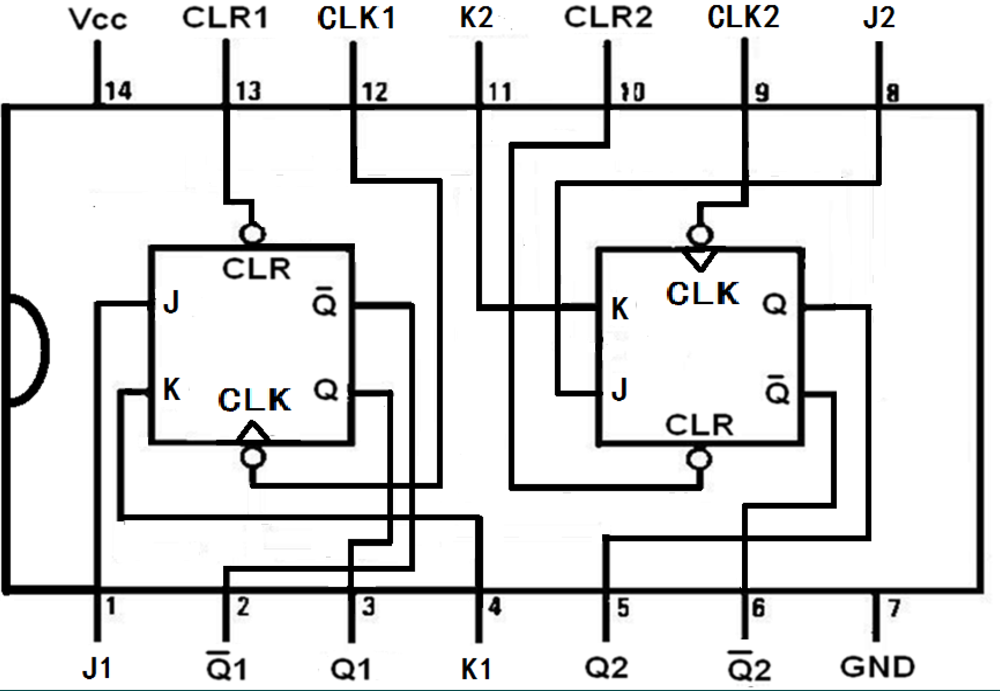 Vcc CLR1 CLK1 K2 CLR2 CLK2 J2
14 13 12 11 10 9 8
CLR
CLK
J Q̅ K Q
K CLK Q J Q̅
CLR
1 2 3 4 5 6 7
J1 Q̅1 Q1 K1 Q2 Q̅2 GND